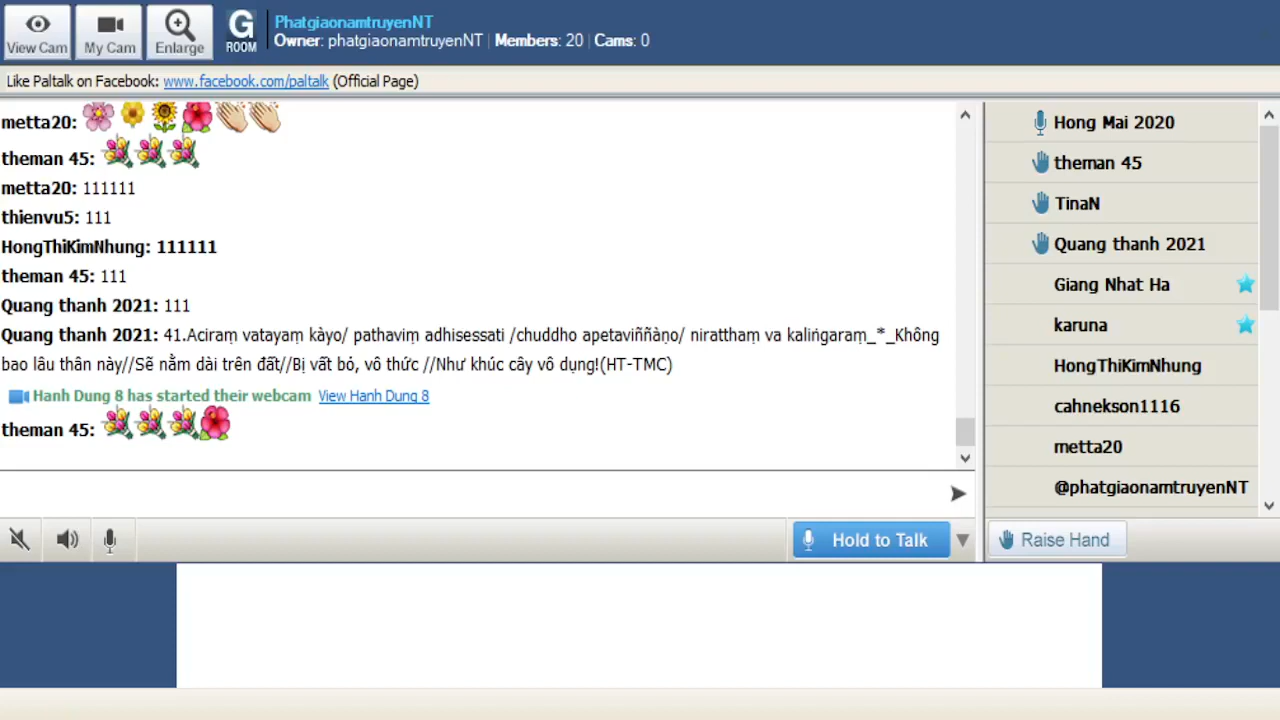 View Cam
My Cam
Enlarge
G
ROOM
PhatgiaonamtruyenNT
Owner: phatgiaonamtruyenNT | Members: 20 | Cams: 0
Like Paltalk on Facebook: www.facebook.com/paltalk (Official Page)
metta20:
theman 45:
metta20: 111111
thienvu5: 111
HongThiKimNhung: 111111
theman 45: 111
Quang thanh 2021: 111
Quang thanh 2021: 41.Aciraṃ vatayaṃ kàyo/ pathaviṃ adhisessati /chuddho apetaviññàṇo/ niratthaṃ va kaliṅgaraṃ_*_Không
bao lâu thân này//Sẽ nằm dài trên đất//Bị vất bỏ, vô thức //Như khúc cây vô dụng!(HT-TMC)
Hanh Dung 8 has started their webcam View Hanh Dung 8
theman 45:
Hold to Talk
Hong Mai 2020
theman 45
TinaN
Quang thanh 2021
Giang Nhat Ha
karuna
HongThiKimNhung
cahnekson1116
metta20
@phatgiaonamtruyenNT
Raise Hand